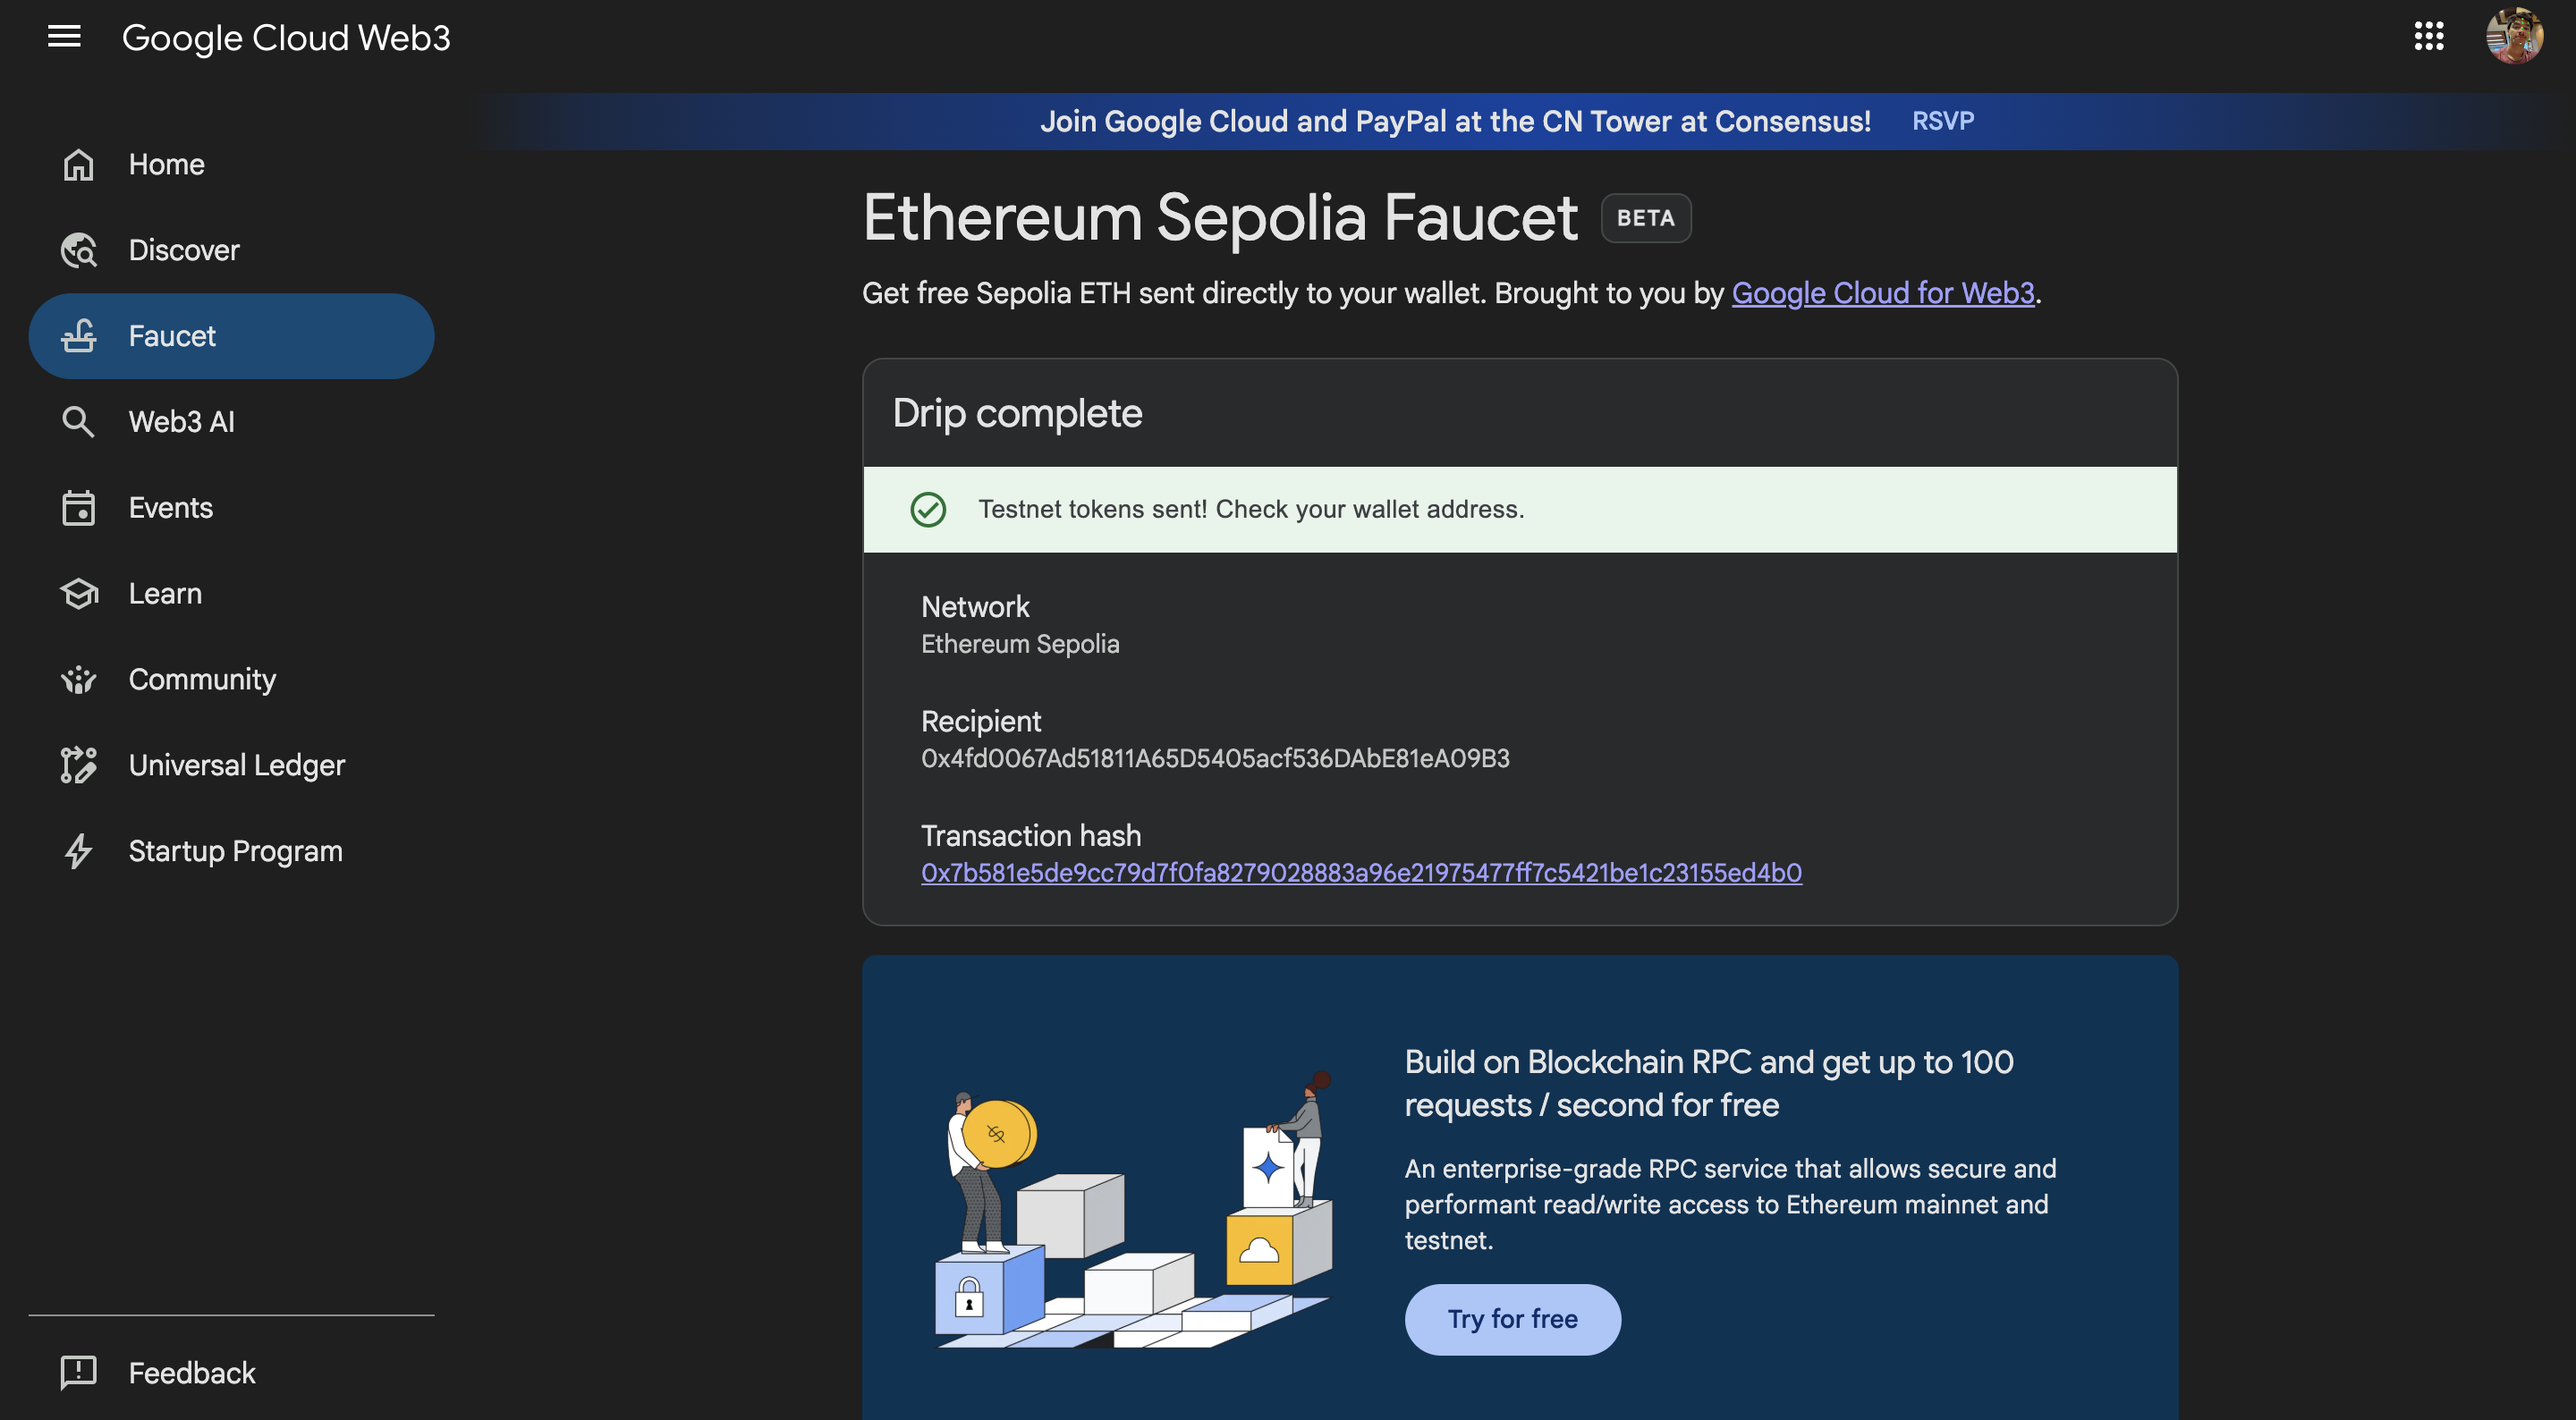 Google Cloud Web3
Join Google Cloud and PayPal at the CN Tower at Consensus! RSVP
Home
Discover
Faucet
Web3 AI
Events
Learn
Community
Universal Ledger
Startup Program
Feedback
Ethereum Sepolia Faucet BETA
Get free Sepolia ETH sent directly to your wallet. Brought to you by Google Cloud for Web3.
Drip complete
Testnet tokens sent! Check your wallet address.
Network
Ethereum Sepolia
Recipient
0x4fd0067Ad51811A65D5405acf536DAbE81eA09B3
Transaction hash
0x7b581e5de9cc79d7f0fa8279028883a96e21975477ff7c5421be1c23155ed4b0
Build on Blockchain RPC and get up to 100
requests / second for free
An enterprise-grade RPC service that allows secure and
performant read/write access to Ethereum mainnet and
testnet.
Try for free